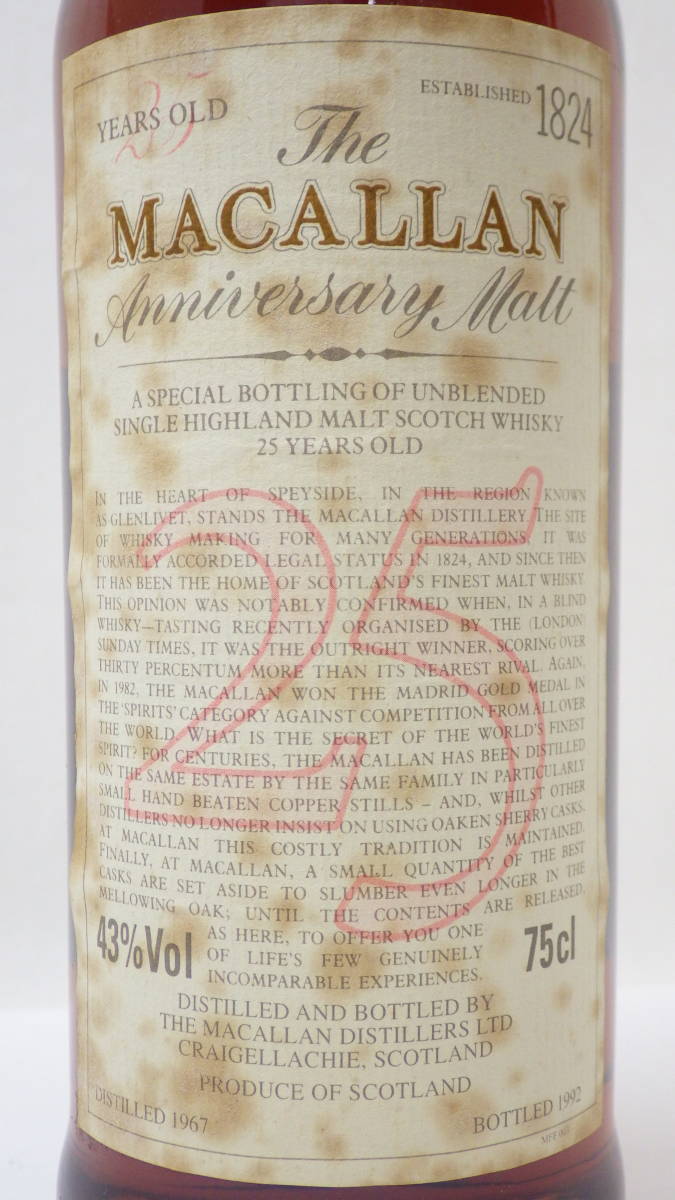 25
YEARS OLD
ESTABLISHED 1824
The
MACALLAN
Anniversary Malt
A SPECIAL BOTTLING OF UNBLENDED
SINGLE HIGHLAND MALT SCOTCH WHISKY
25 YEARS OLD
25
IN THE HEART OF SPEYSIDE, IN THE REGION KNOWN
AS GLENLIVET, STANDS THE MACALLAN DISTILLERY. THE SITE
OF WHISKY MAKING FOR MANY GENERATIONS, IT WAS
FORMALLY ACCORDED LEGAL STATUS IN 1824, AND SINCE THEN
IT HAS BEEN THE HOME OF SCOTLAND'S FINEST MALT WHISKY.
THIS OPINION WAS NOTABLY CONFIRMED WHEN, IN A BLIND
WHISKY–TASTING RECENTLY ORGANISED BY THE (LONDON)
SUNDAY TIMES, IT WAS THE OUTRIGHT WINNER, SCORING OVER
THIRTY PERCENTUM MORE THAN ITS NEAREST RIVAL. AGAIN,
IN 1982, THE MACALLAN WON THE MADRID GOLD MEDAL IN
THE 'SPIRITS' CATEGORY AGAINST COMPETITION FROM ALL OVER
THE WORLD. WHAT IS THE SECRET OF THE WORLD'S FINEST
SPIRIT? FOR CENTURIES, THE MACALLAN HAS BEEN DISTILLED
ON THE SAME ESTATE BY THE SAME FAMILY IN PARTICULARLY
SMALL HAND BEATEN COPPER STILLS – AND, WHILST OTHER
DISTILLERS NO LONGER INSIST ON USING OAKEN SHERRY CASKS,
AT MACALLAN THIS COSTLY TRADITION IS MAINTAINED.
FINALLY, AT MACALLAN, A SMALL QUANTITY OF THE BEST
CASKS ARE SET ASIDE TO SLUMBER EVEN LONGER IN THE
MELLOWING OAK; UNTIL THE CONTENTS ARE RELEASED,
AS HERE, TO OFFER YOU ONE
OF LIFE'S FEW GENUINELY
INCOMPARABLE EXPERIENCES.
43%Vol
75cl
DISTILLED AND BOTTLED BY
THE MACALLAN DISTILLERS LTD
CRAIGELLACHIE, SCOTLAND
PRODUCE OF SCOTLAND
DISTILLED 1967
BOTTLED 1992